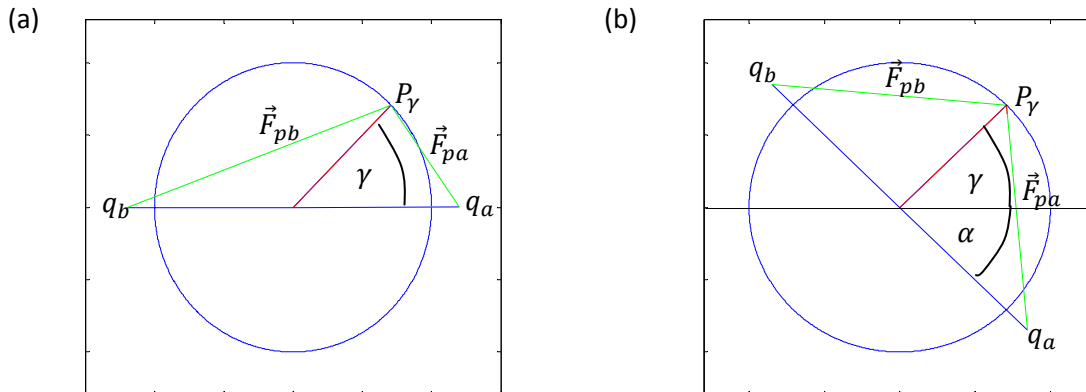 (a)
P_γ
F⃗_pb
F⃗_pa
γ
q_b
q_a
(b)
q_b
F⃗_pb
P_γ
γ
F⃗_pa
α
q_a